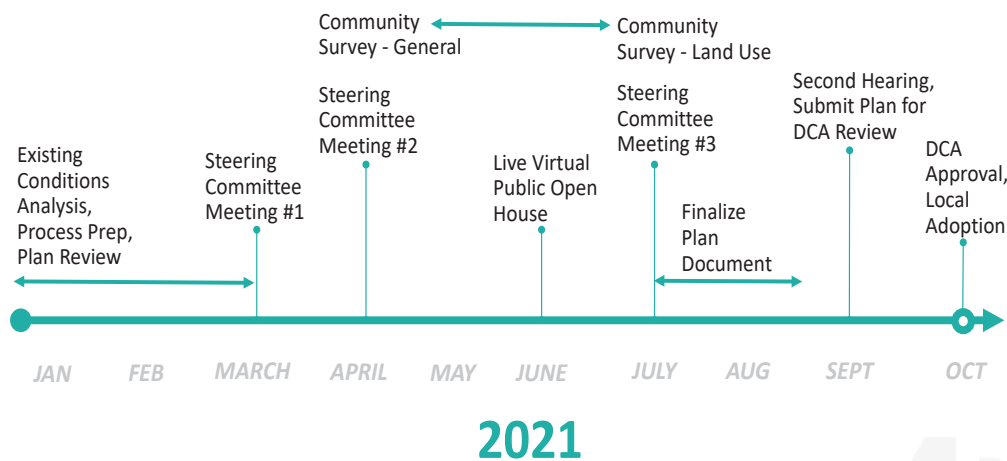 Community
Survey - General
Community
Survey - Land Use
Steering
Committee
Meeting #2
Steering
Committee
Meeting #3
Second Hearing,
Submit Plan for
DCA Review
Existing
Conditions
Analysis,
Process Prep,
Plan Review
Steering
Committee
Meeting #1
Live Virtual
Public Open
House
Finalize
Plan
Document
DCA
Approval,
Local
Adoption
JAN FEB MARCH APRIL MAY JUNE JULY AUG SEPT OCT
2021